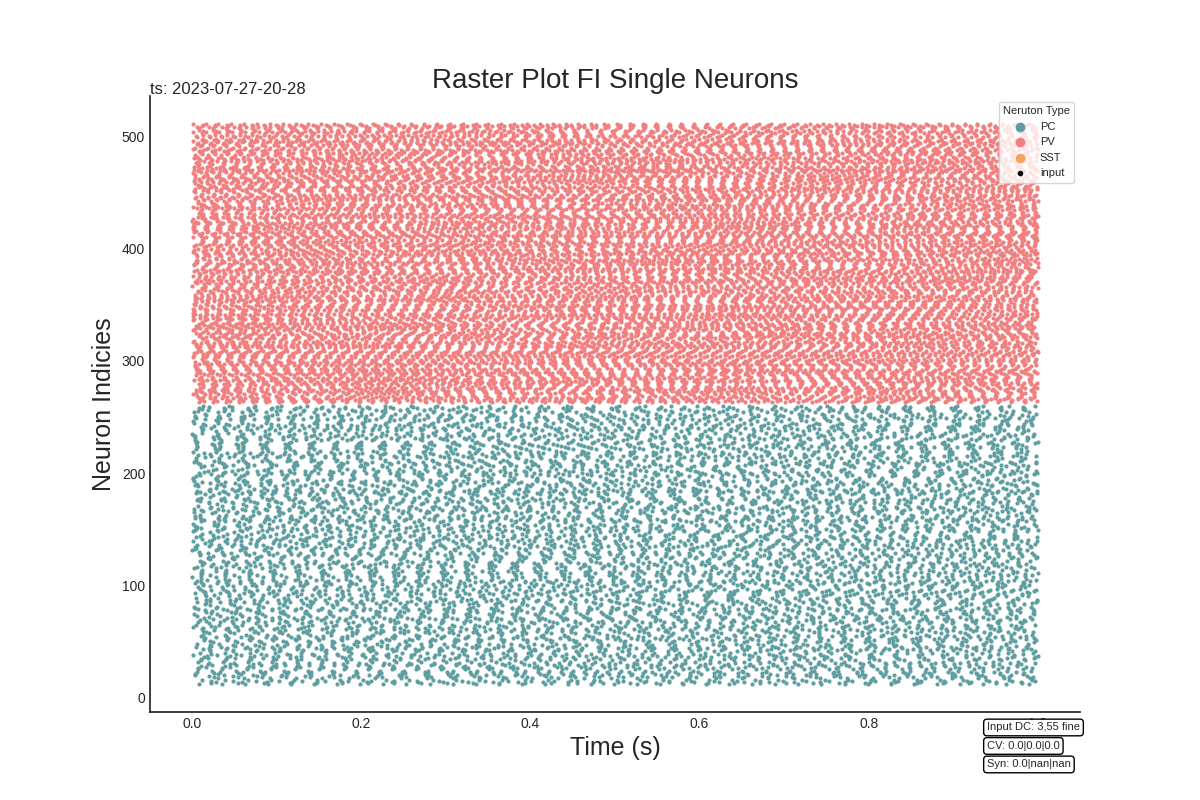 Raster Plot FI Single Neurons
ts: 2023-07-27-20-28
Neruton Type
PC
PV
SST
input
500
400
300
200
100
0
Neuron Indicies
0.0
0.2
0.4
0.6
0.8
Time (s)
Input DC: 3,55 fine
CV: 0.0|0.0|0.0
Syn: 0.0|nan|nan